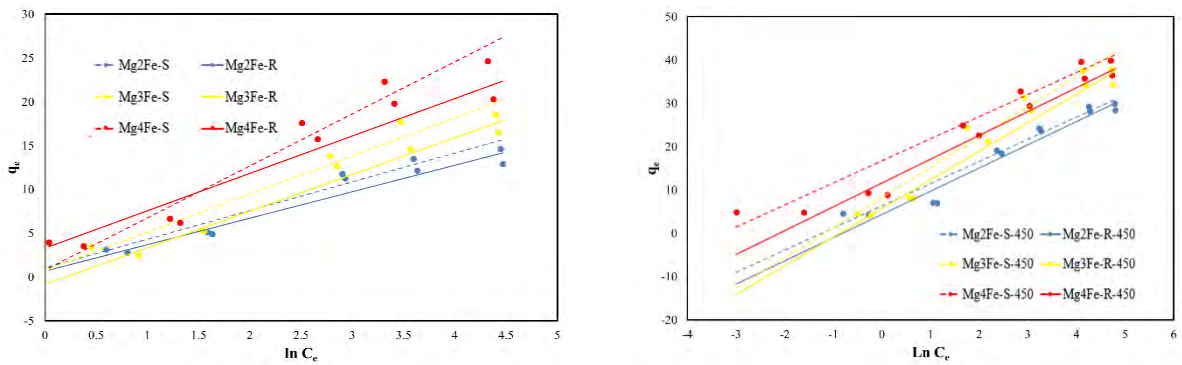 30
25
20
15
10
5
0
-5
qe
Mg2Fe-S Mg2Fe-R
Mg3Fe-S Mg3Fe-R
Mg4Fe-S Mg4Fe-R
0 0.5 1 1.5 2 2.5 3 3.5 4 4.5 5
ln Ce
50
40
30
20
10
0
-10
-20
qe
Mg2Fe-S-450 Mg2Fe-R-450
Mg3Fe-S-450 Mg3Fe-R-450
Mg4Fe-S-450 Mg4Fe-R-450
-4 -3 -2 -1 0 1 2 3 4 5 6
Ln Ce